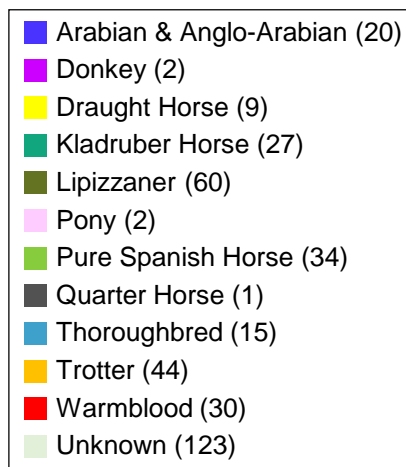 Arabian & Anglo-Arabian (20)
Donkey (2)
Draught Horse (9)
Kladruber Horse (27)
Lipizzaner (60)
Pony (2)
Pure Spanish Horse (34)
Quarter Horse (1)
Thoroughbred (15)
Trotter (44)
Warmblood (30)
Unknown (123)